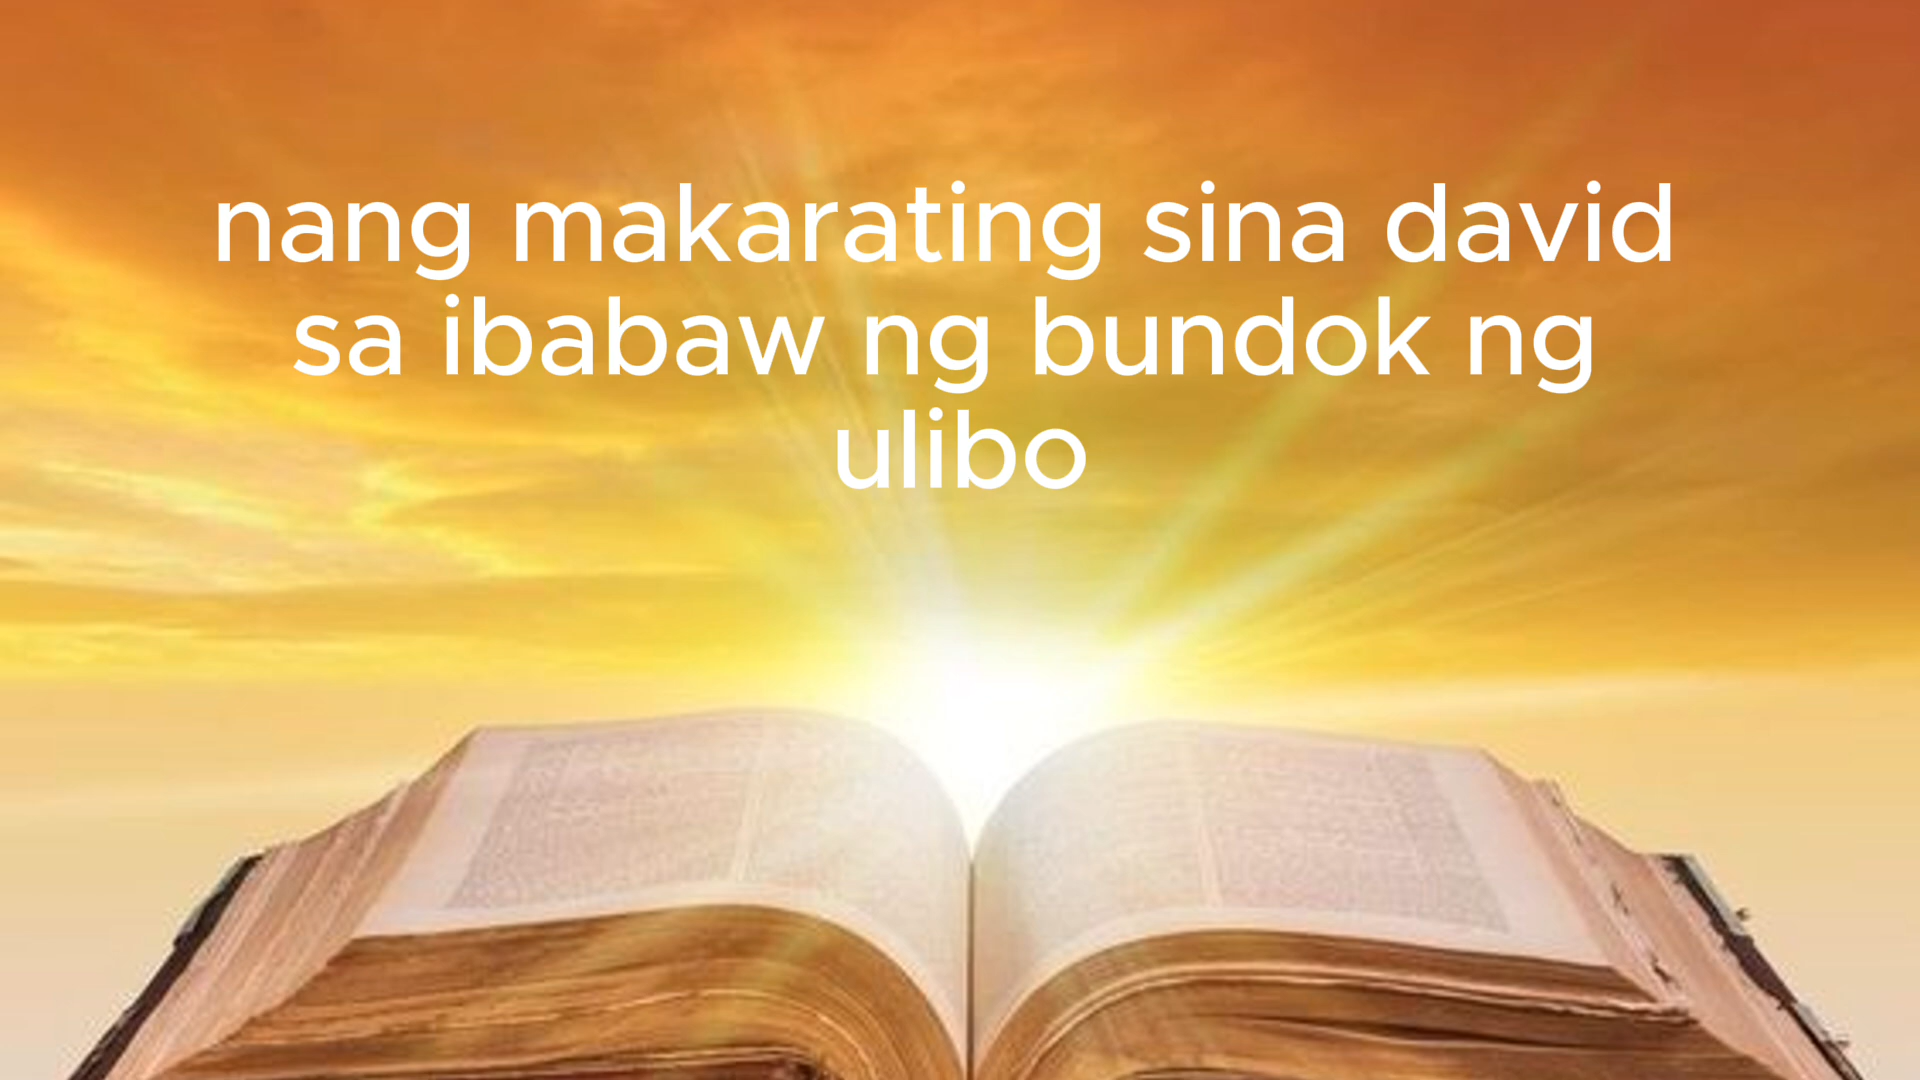 nang makarating sina david
sa ibabaw ng bundok ng
ulibo